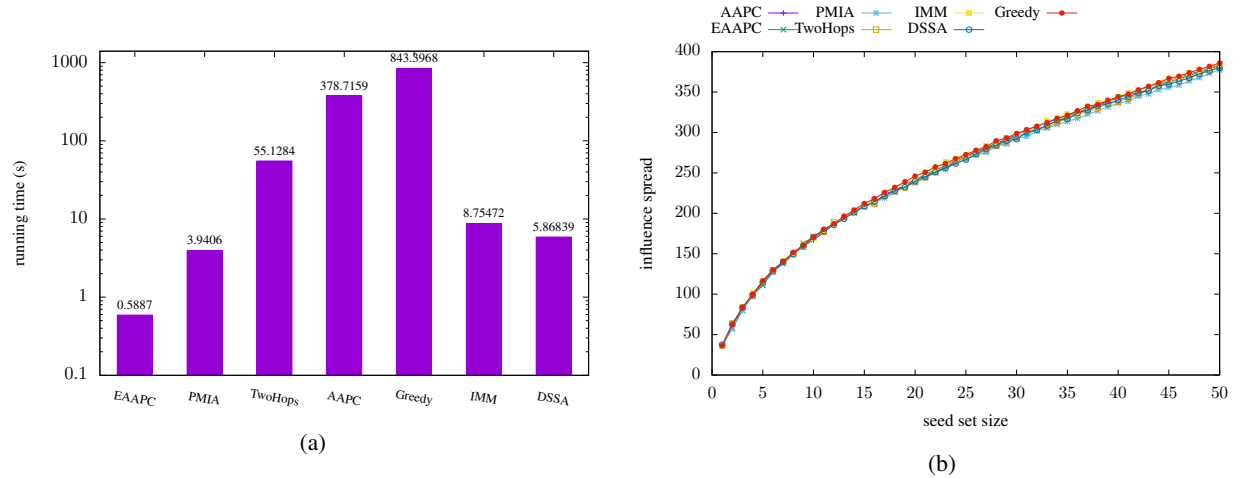 1000
100
10
1
0.1
running time (s)
0.5887
3.9406
55.1284
378.7159
843.3968
8.75472
5.86839
EAAPC PMIA TwoHops AAPC Greedy IMM DSSA
(a)
AAPC PMIA IMM Greedy
EAAPC TwoHops DSSA
400
350
300
250
200
150
100
50
0
influence spread
0 5 10 15 20 25 30 35 40 45 50
seed set size
(b)